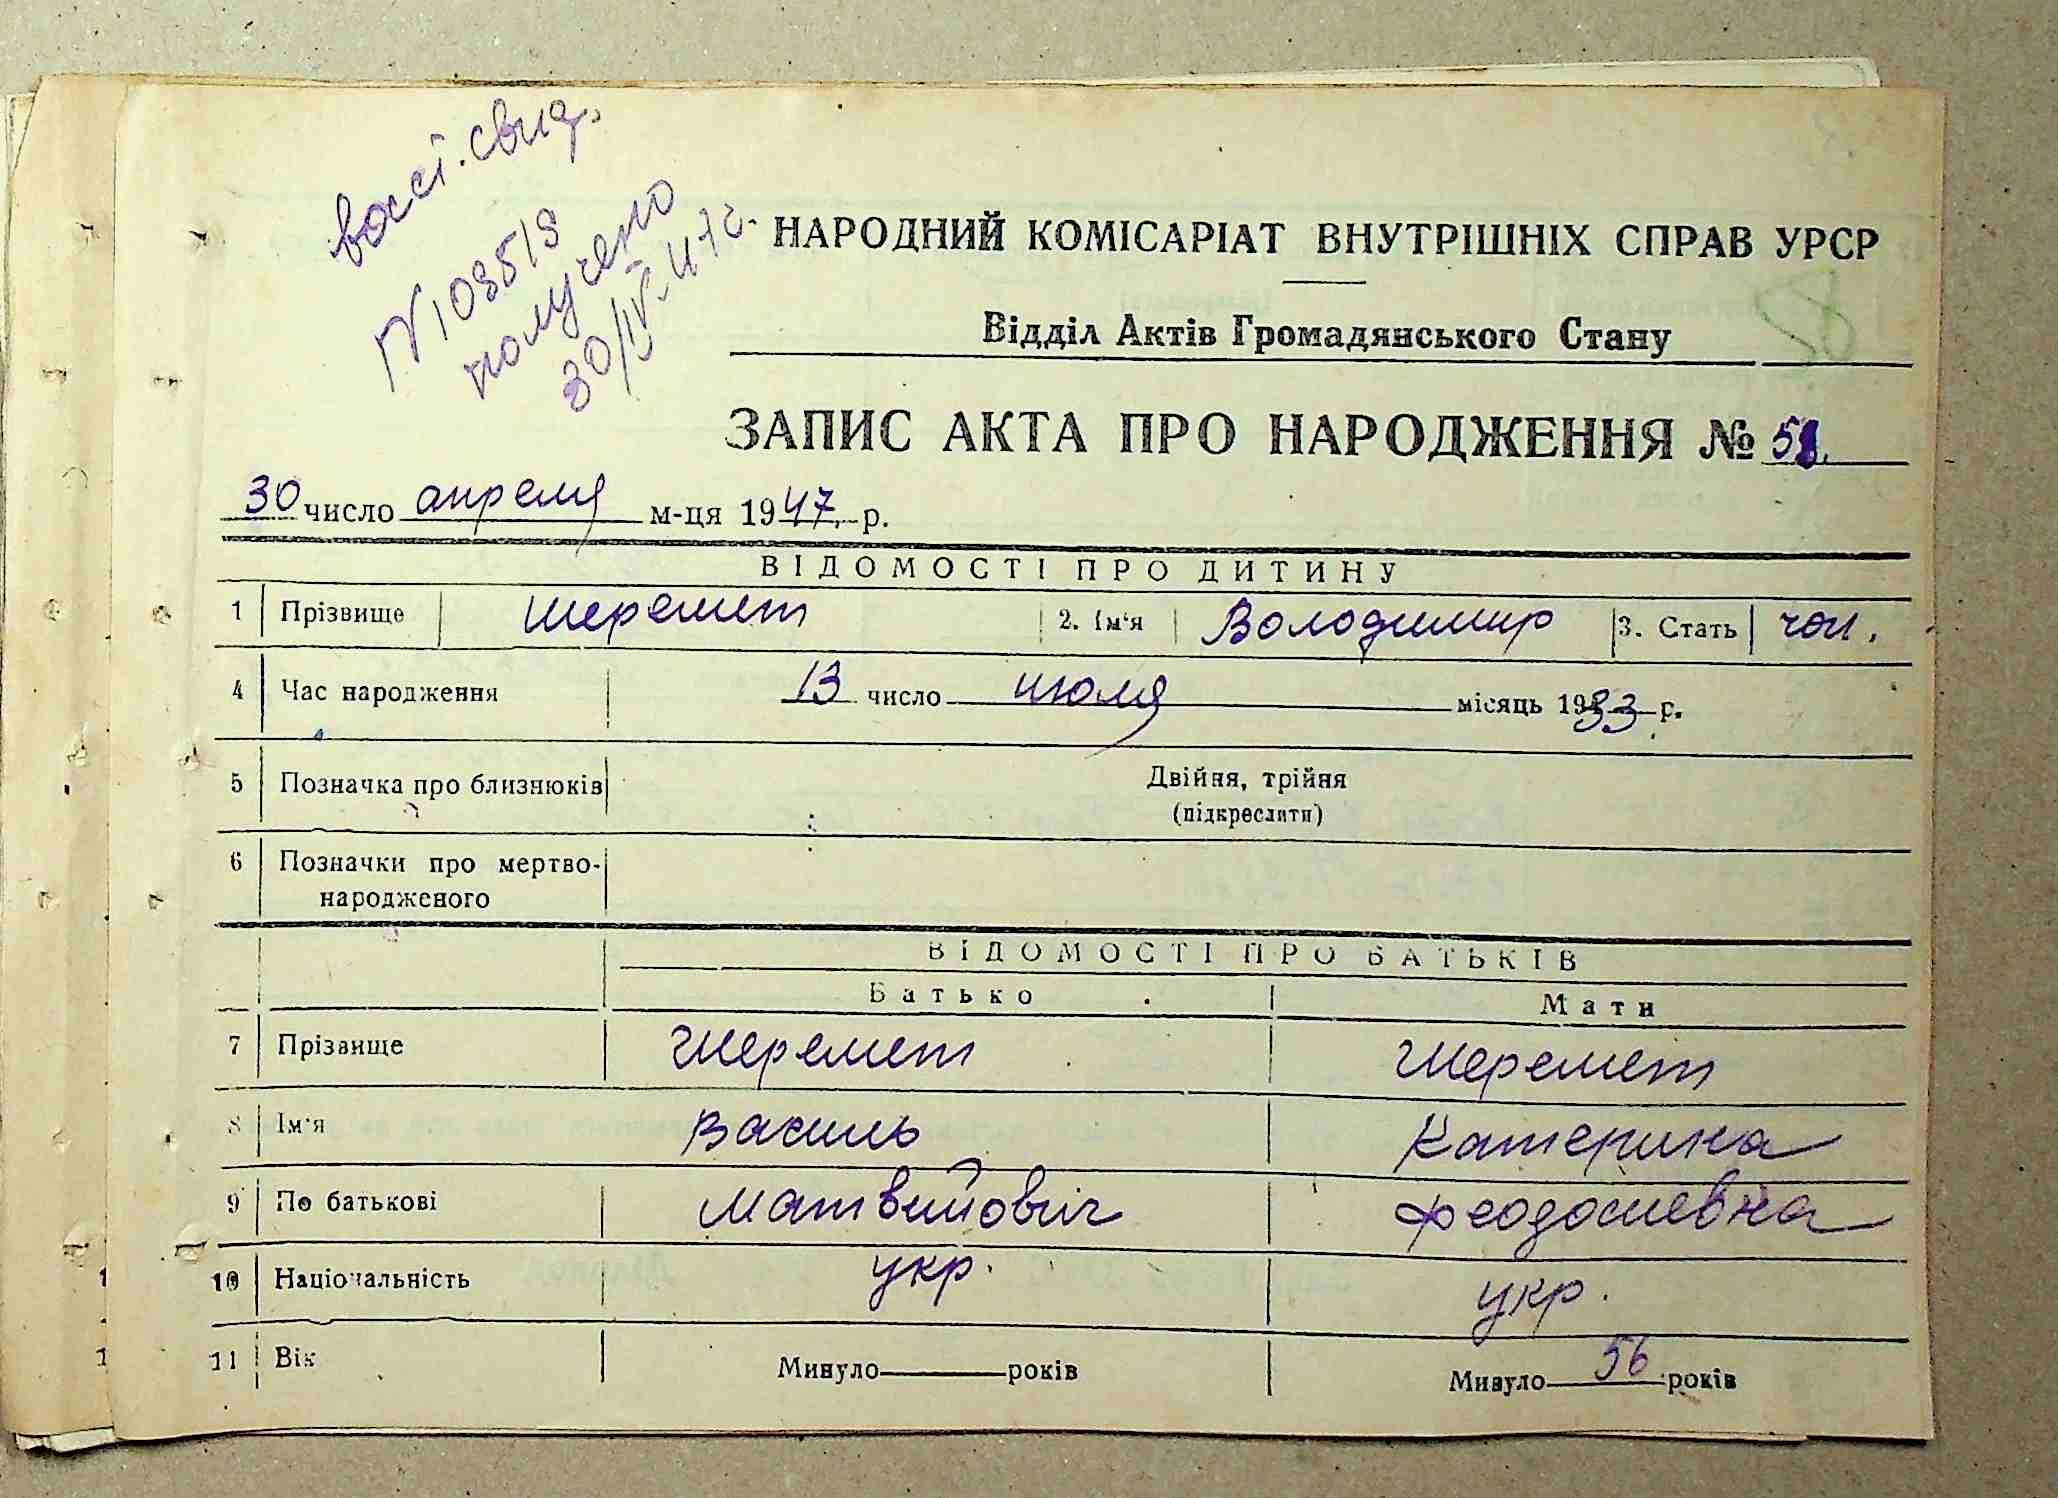 свид.
N 108518
получено
30/IV-47г.
НАРОДНИЙ КОМІСАРІАТ ВНУТРІШНІХ СПРАВ УРСР
Відділ Актів Громадянського Стану
ЗАПИС АКТА ПРО НАРОДЖЕННЯ №
30 число апреля м-ця 1947 р.
ВІДОМОСТІ ПРО ДИТИНУ
1 Прізвище Шеремет 2. Ім'я Володимир 3. Стать чол.
4 Час народження 13 число июля місяць 1933 р.
5 Позначка про близнюків Двійня, трійня
(підкреслити)
6 Позначки про мертво-
народженого
ВІДОМОСТІ ПРО БАТЬКІВ
Батько Мати
7 Прізвище Шеремет Шеремет
8 Ім'я Василь Катерина
9 По батькові Матвийович Феодосиевна
10 Національність укр. укр.
11 Вік Минуло років Минуло 56 років